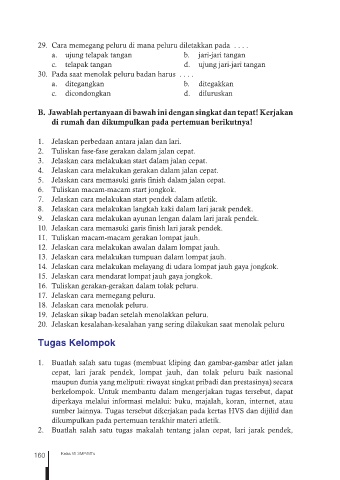 29. Cara memegang peluru di mana peluru diletakkan pada . . . .
a. ujung telapak tangan b. jari-jari tangan
c. telapak tangan d. ujung jari-jari tangan
30. Pada saat menolak peluru badan harus . . . .
a. ditegangkan b. ditegakkan
c. dicondongkan d. diluruskan
B. Jawablah pertanyaan di bawah ini dengan singkat dan tepat! Kerjakan
di rumah dan dikumpulkan pada pertemuan berikutnya!
1. Jelaskan perbedaan antara jalan dan lari.
2. Tuliskan fase-fase gerakan dalam jalan cepat.
3. Jelaskan cara melakukan start dalam jalan cepat.
4. Jelaskan cara melakukan gerakan dalam jalan cepat.
5. Jelaskan cara memasuki garis finish dalam jalan cepat.
6. Tuliskan macam-macam start jongkok.
7. Jelaskan cara melakukan start pendek dalam atletik.
8. Jelaskan cara melakukan langkah kaki dalam lari jarak pendek.
9. Jelaskan cara melakukan ayunan lengan dalam lari jarak pendek.
10. Jelaskan cara memasuki garis finish lari jarak pendek.
11. Tuliskan macam-macam gerakan lompat jauh.
12. Jelaskan cara melakukan awalan dalam lompat jauh.
13. Jelaskan cara melakukan tumpuan dalam lompat jauh.
14. Jelaskan cara melakukan melayang di udara lompat jauh gaya jongkok.
15. Jelaskan cara mendarat lompat jauh gaya jongkok.
16. Tuliskan gerakan-gerakan dalam tolak peluru.
17. Jelaskan cara memegang peluru.
18. Jelaskan cara menolak peluru.
19. Jelaskan sikap badan setelah menolakkan peluru.
20. Jelaskan kesalahan-kesalahan yang sering dilakukan saat menolak peluru
Tugas Kelompok
1. Buatlah salah satu tugas (membuat kliping dan gambar-gambar atlet jalan
cepat, lari jarak pendek, lompat jauh, dan tolak peluru baik nasional
maupun dunia yang meliputi: riwayat singkat pribadi dan prestasinya) secara
berkelompok. Untuk membantu dalam mengerjakan tugas tersebut, dapat
diperkaya melalui informasi melalui: buku, majalah, koran, internet, atau
sumber lainnya. Tugas tersebut dikerjakan pada kertas HVS dan dijilid dan
dikumpulkan pada pertemuan terakhir materi atletik.
2. Buatlah salah satu tugas makalah tentang jalan cepat, lari jarak pendek,
160 Kelas VII SMP/MTs